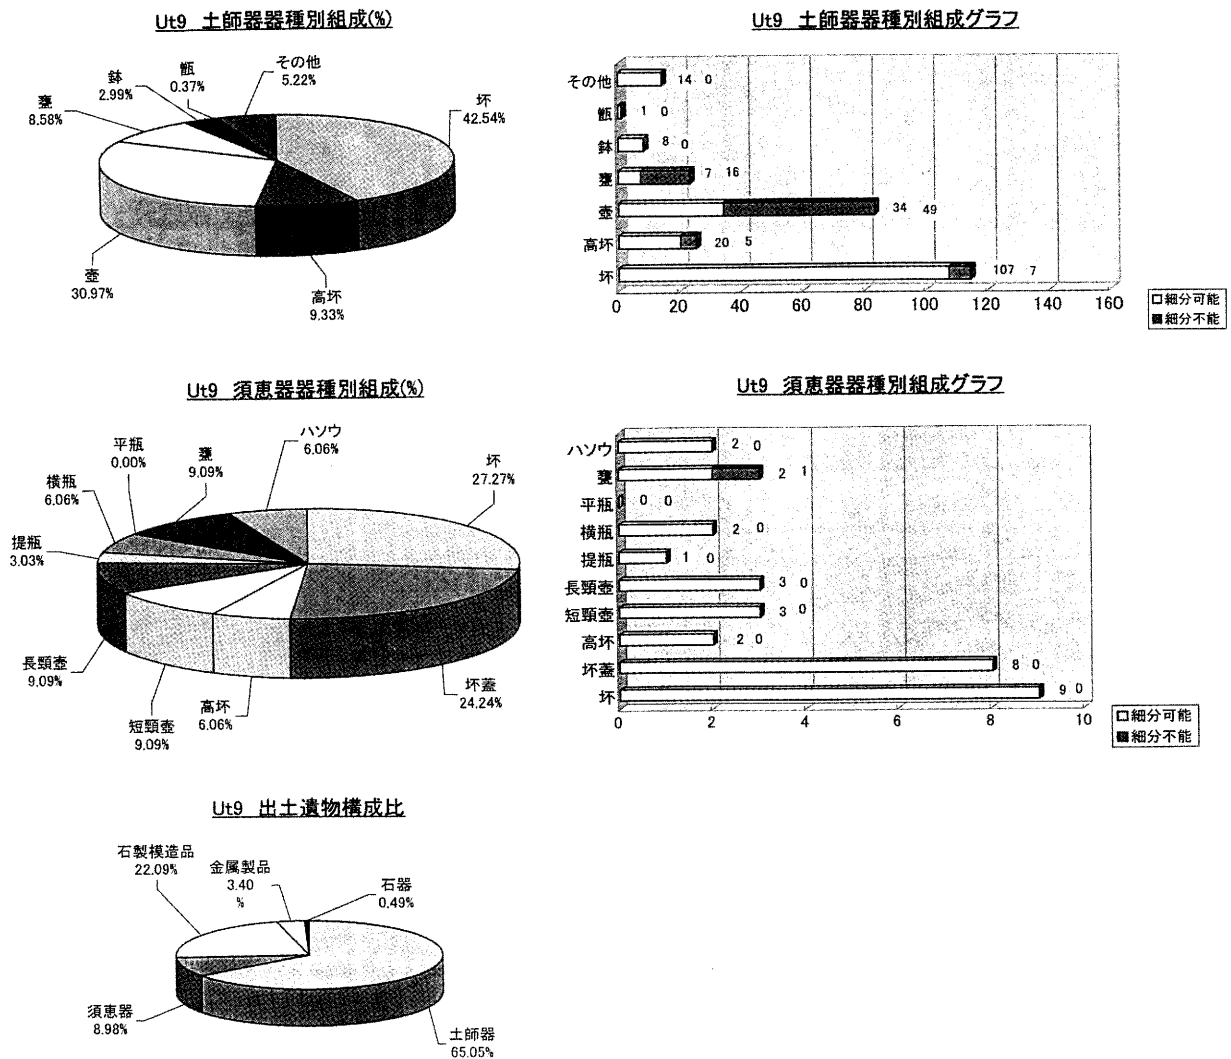 Ut9 土師器器種別組成(%)
その他
5.22%
甑
0.37%
鉢
2.99%
甕
8.58%
坏
42.54%
壺
30.97%
高坏
9.33%
Ut9 土師器器種別組成グラフ
その他 14 0
甑 1 0
鉢 8 0
甕 7 16
壺 34 49
高坏 20 5
坏 107 7
0 20 40 60 80 100 120 140 160
細分可能
細分不能
Ut9 須恵器器種別組成(%)
ハソウ
6.06%
平瓶
0.00%
甕
9.09%
坏
27.27%
横瓶
6.06%
提瓶
3.03%
長頸壺
9.09%
短頸壺
9.09%
高坏
6.06%
坏蓋
24.24%
Ut9 須恵器器種別組成グラフ
ハソウ 2 0
甕 2 1
平瓶 0 0
横瓶 2 0
提瓶 1 0
長頸壺 3 0
短頸壺 3 0
高坏 2 0
坏蓋 8 0
坏 9 0
0 2 4 6 8 10
細分可能
細分不能
Ut9 出土遺物構成比
石製模造品
22.09%
金属製品
3.40
%
石器
0.49%
須恵器
8.98%
土師器
65.05%